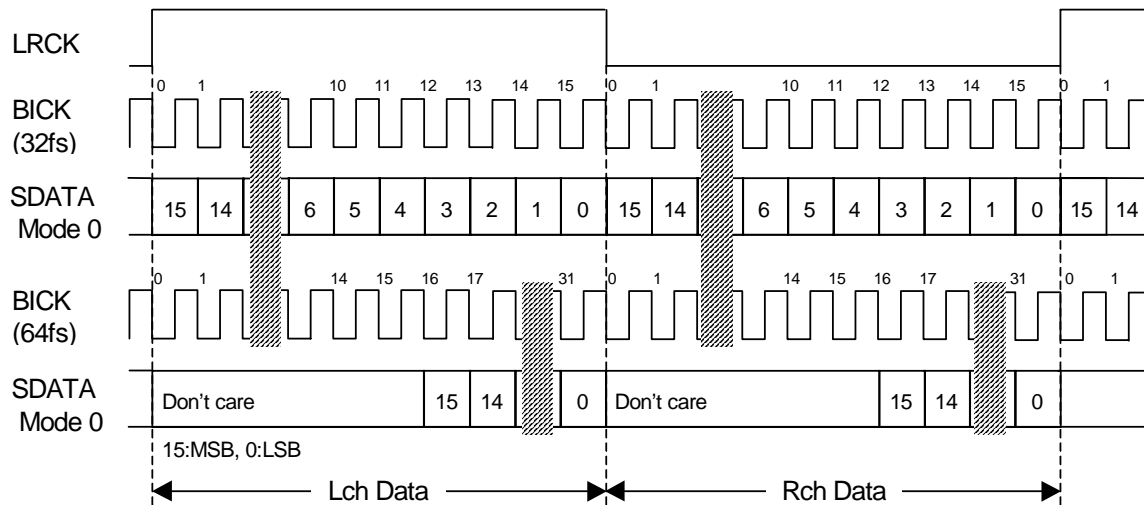 LRCK
0 1 10 11 12 13 14 15 0 1 10 11 12 13 14 15 0 1
BICK
(32fs)
SDATA
Mode 0
15 14 6 5 4 3 2 1 0 15 14 6 5 4 3 2 1 0 15 14
0 1 14 15 16 17 31 0 1 14 15 16 17 31 0 1
BICK
(64fs)
SDATA
Mode 0
Don't care 15 14 0 Don't care 15 14 0
15:MSB, 0:LSB
Lch Data Rch Data